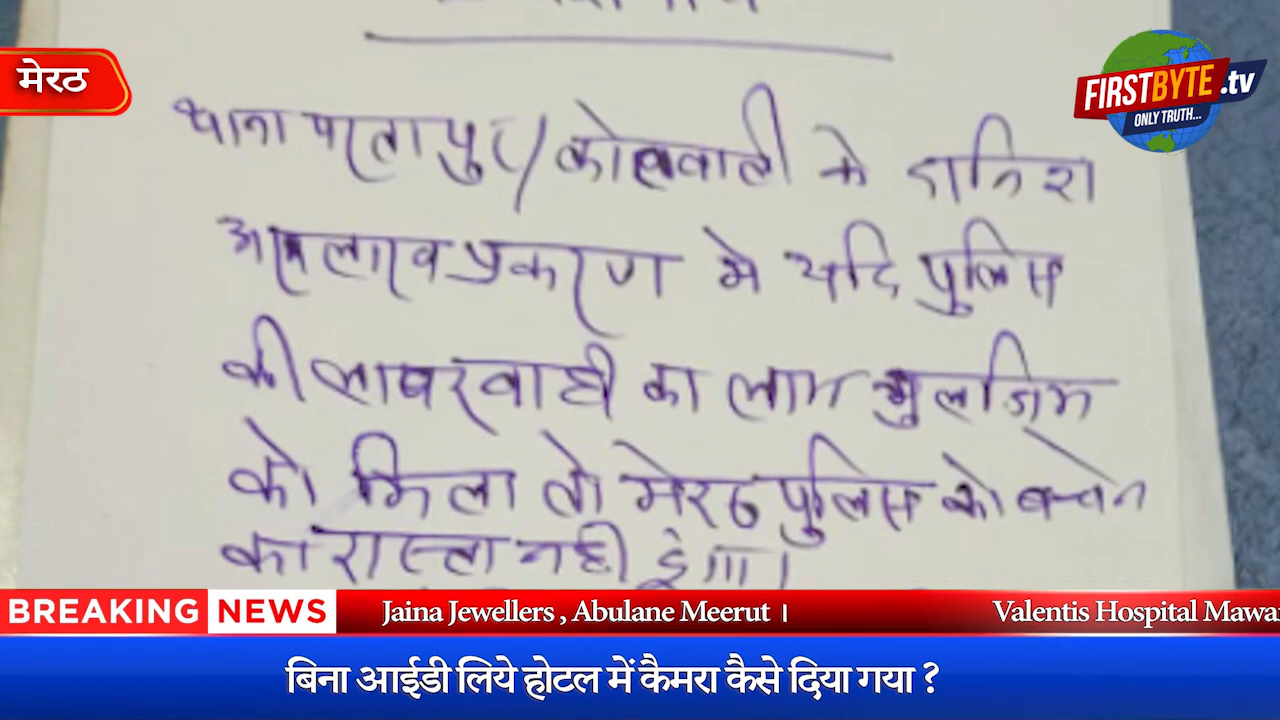 मेरठ
FIRSTBYTE.tv
ONLY TRUTH...
थाना परतापुर/कोतवाली के दानिश
प्रकरण मे यदि पुलिस
की लापरवाही का लाभ मुलजिम
को मिला तो मेरठ पुलिस को बचने
का रास्ता नही दूंगा।
BREAKING NEWS Jaina Jewellers , Abulane Meerut । Valentis Hospital Mawa
बिना आईडी लिये होटल में कैमरा कैसे दिया गया ?